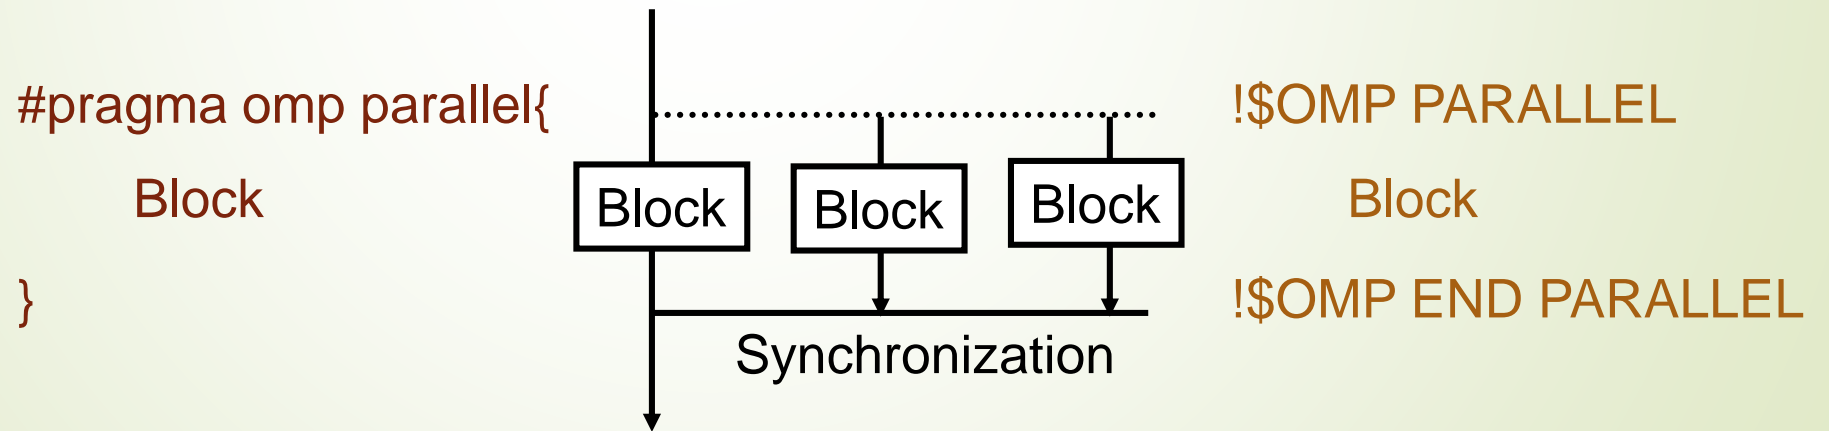 #pragma omp parallel{
Block
}
Block
Block
Block
Synchronization
!$OMP PARALLEL
Block
!$OMP END PARALLEL